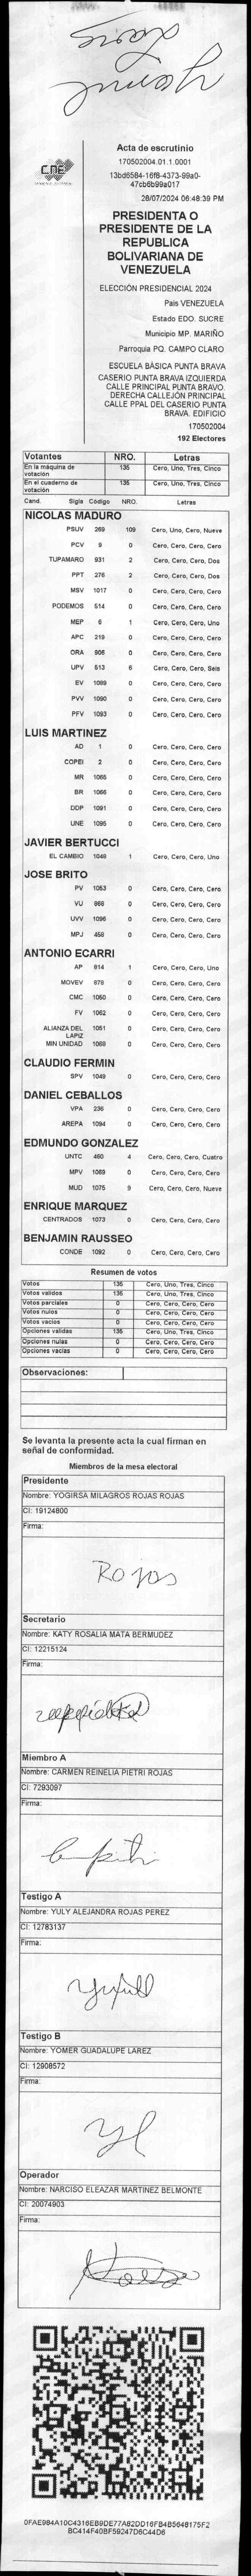 CNE
Acta de escrutinio
170502004.01.1.0001
13bd6584-16f8-4373-99a0-
47cb6b99a017
28/07/2024 06:48:39 PM
PRESIDENTA O
PRESIDENTE DE LA
REPUBLICA
BOLIVARIANA DE
VENEZUELA
ELECCIÓN PRESIDENCIAL 2024
País VENEZUELA
Estado EDO. SUCRE
Municipio MP. MARIÑO
Parroquia PQ. CAMPO CLARO
ESCUELA BÁSICA PUNTA BRAVA
CASERIO PUNTA BRAVA IZQUIERDA
CALLE PRINCIPAL PUNTA BRAVO.
DERECHA CALLEJÓN PRINCIPAL
CALLE PPAL DEL CASERIO PUNTA
BRAVA. EDIFICIO
170502004
192 Electores
Votantes NRO. Letras
En la máquina de votación 135 Cero, Uno, Tres, Cinco
En el cuaderno de votación 135 Cero, Uno, Tres, Cinco
Cand. Sigla Código NRO. Letras
NICOLAS MADURO
PSUV 269 109 Cero, Uno, Cero, Nueve
PCV 9 0 Cero, Cero, Cero, Cero
TUPAMARO 931 2 Cero, Cero, Cero, Dos
PPT 276 2 Cero, Cero, Cero, Dos
MSV 1017 0 Cero, Cero, Cero, Cero
PODEMOS 514 0 Cero, Cero, Cero, Cero
MEP 6 1 Cero, Cero, Cero, Uno
APC 219 0 Cero, Cero, Cero, Cero
ORA 906 0 Cero, Cero, Cero, Cero
UPV 513 6 Cero, Cero, Cero, Seis
EV 1089 0 Cero, Cero, Cero, Cero
PVV 1090 0 Cero, Cero, Cero, Cero
PFV 1093 0 Cero, Cero, Cero, Cero
LUIS MARTINEZ
AD 1 0 Cero, Cero, Cero, Cero
COPEI 2 0 Cero, Cero, Cero, Cero
MR 1065 0 Cero, Cero, Cero, Cero
BR 1066 0 Cero, Cero, Cero, Cero
DDP 1091 0 Cero, Cero, Cero, Cero
UNE 1095 0 Cero, Cero, Cero, Cero
JAVIER BERTUCCI
EL CAMBIO 1048 1 Cero, Cero, Cero, Uno
JOSE BRITO
PV 1053 0 Cero, Cero, Cero, Cero
VU 868 0 Cero, Cero, Cero, Cero
UVV 1096 0 Cero, Cero, Cero, Cero
MPJ 458 0 Cero, Cero, Cero, Cero
ANTONIO ECARRI
AP 814 1 Cero, Cero, Cero, Uno
MOVEV 878 0 Cero, Cero, Cero, Cero
CMC 1050 0 Cero, Cero, Cero, Cero
FV 1062 0 Cero, Cero, Cero, Cero
ALIANZA DEL LAPIZ 1051 0 Cero, Cero, Cero, Cero
MIN UNIDAD 1068 0 Cero, Cero, Cero, Cero
CLAUDIO FERMIN
SPV 1049 0 Cero, Cero, Cero, Cero
DANIEL CEBALLOS
VPA 236 0 Cero, Cero, Cero, Cero
AREPA 1094 0 Cero, Cero, Cero, Cero
EDMUNDO GONZALEZ
UNTC 460 4 Cero, Cero, Cero, Cuatro
MPV 1069 0 Cero, Cero, Cero, Cero
MUD 1075 9 Cero, Cero, Cero, Nueve
ENRIQUE MARQUEZ
CENTRADOS 1073 0 Cero, Cero, Cero, Cero
BENJAMIN RAUSSEO
CONDE 1092 0 Cero, Cero, Cero, Cero
Resumen de votos
Votos 135 Cero, Uno, Tres, Cinco
Votos validos 135 Cero, Uno, Tres, Cinco
Votos parciales 0 Cero, Cero, Cero, Cero
Votos nulos 0 Cero, Cero, Cero, Cero
Votos vacios 0 Cero, Cero, Cero, Cero
Opciones validas 135 Cero, Uno, Tres, Cinco
Opciones nulas 0 Cero, Cero, Cero, Cero
Opciones vacias 0 Cero, Cero, Cero, Cero
Observaciones:
Se levanta la presente acta la cual firman en
señal de conformidad.
Miembros de la mesa electoral
Presidente
Nombre: YOGIRSA MILAGROS ROJAS ROJAS
CI: 19124800
Firma:
Rojas
Secretario
Nombre: KATY ROSALIA MATA BERMUDEZ
CI: 12215124
Firma:
Miembro A
Nombre: CARMEN REINELIA PIETRI ROJAS
CI: 7293097
Firma:
Testigo A
Nombre: YULY ALEJANDRA ROJAS PEREZ
CI: 12783137
Firma:
Testigo B
Nombre: YOMER GUADALUPE LAREZ
CI: 12908572
Firma:
Operador
Nombre: NARCISO ELEAZAR MARTINEZ BELMONTE
CI: 20074903
Firma:
0FAE984A10C4316EB9DE77A82DD16FB4B5648175F2
BC414F40BF59247D6C44D6